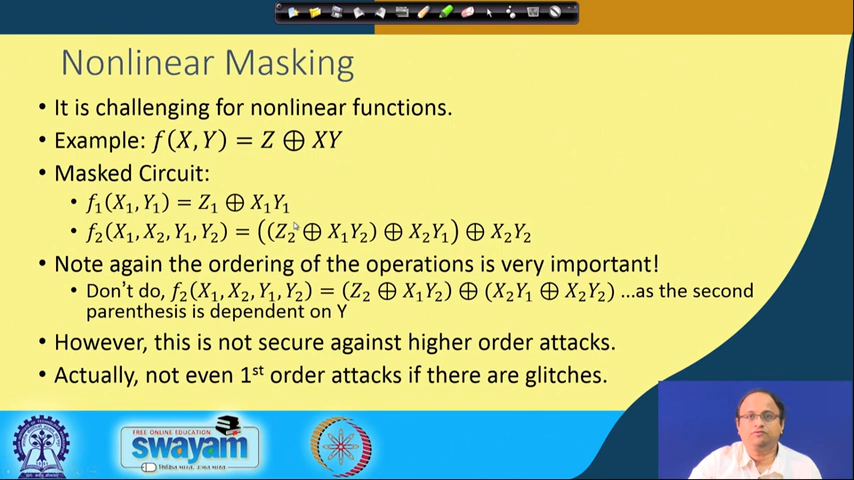 Nonlinear Masking
• It is challenging for nonlinear functions.
• Example: f(X, Y) = Z ⊕ XY
• Masked Circuit:
• f₁(X₁, Y₁) = Z₁ ⊕ X₁Y₁
• f₂(X₁, X₂, Y₁, Y₂) = ((Z₂ ⊕ X₁Y₂) ⊕ X₂Y₁) ⊕ X₂Y₂
• Note again the ordering of the operations is very important!
• Don't do, f₂(X₁, X₂, Y₁, Y₂) = (Z₂ ⊕ X₁Y₂) ⊕ (X₂Y₁ ⊕ X₂Y₂) ...as the second
parenthesis is dependent on Y
• However, this is not secure against higher order attacks.
• Actually, not even 1st order attacks if there are glitches.
FREE ONLINE EDUCATION
swayam